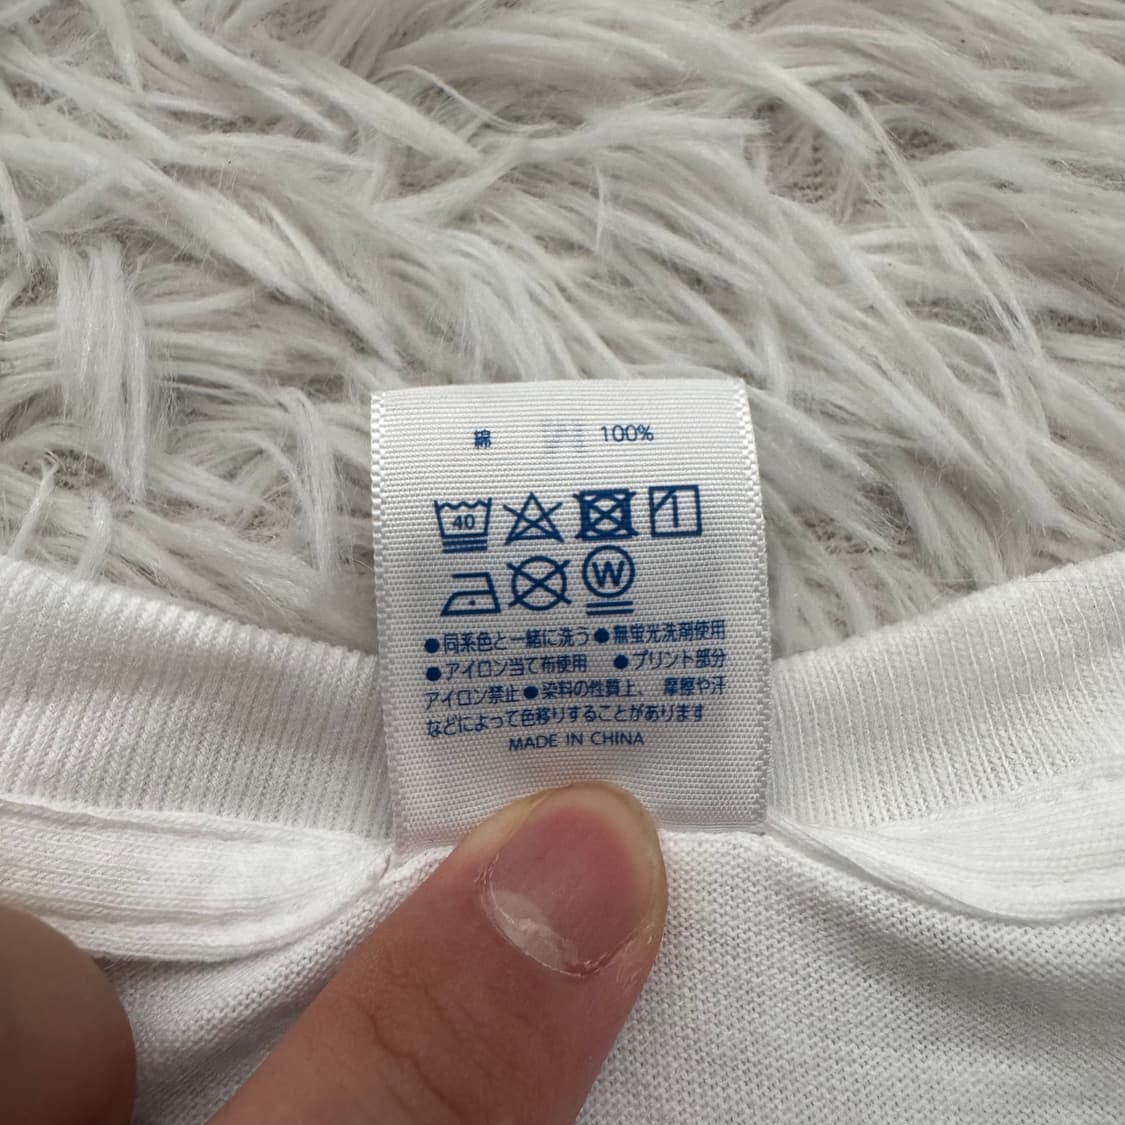 綿 100%
40
W
●同系色と一緒に洗う●無蛍光洗剤使用
●アイロン当て布使用 ●プリント部分
アイロン禁止●染料の性質上、摩擦や汗
などによって色移りすることがあります
MADE IN CHINA